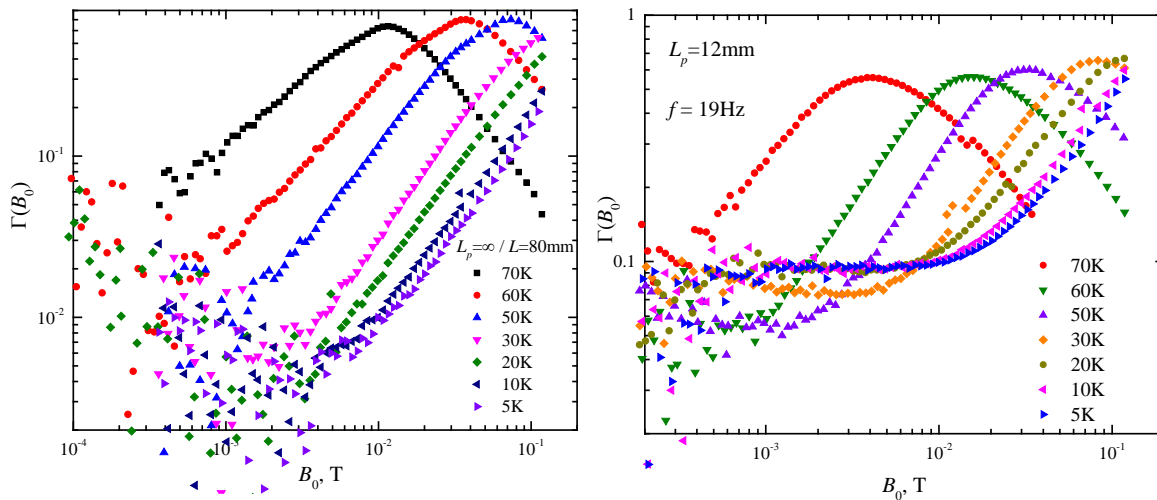 10⁻¹
10⁻²
Γ(B₀)
Lₚ=∞ / L=80mm
70K
60K
50K
30K
20K
10K
5K
10⁻⁴
10⁻³
10⁻²
10⁻¹
B₀, T
1
0.1
Γ(B₀)
Lₚ=12mm
f = 19Hz
70K
60K
50K
30K
20K
10K
5K
10⁻³
10⁻²
10⁻¹
B₀, T